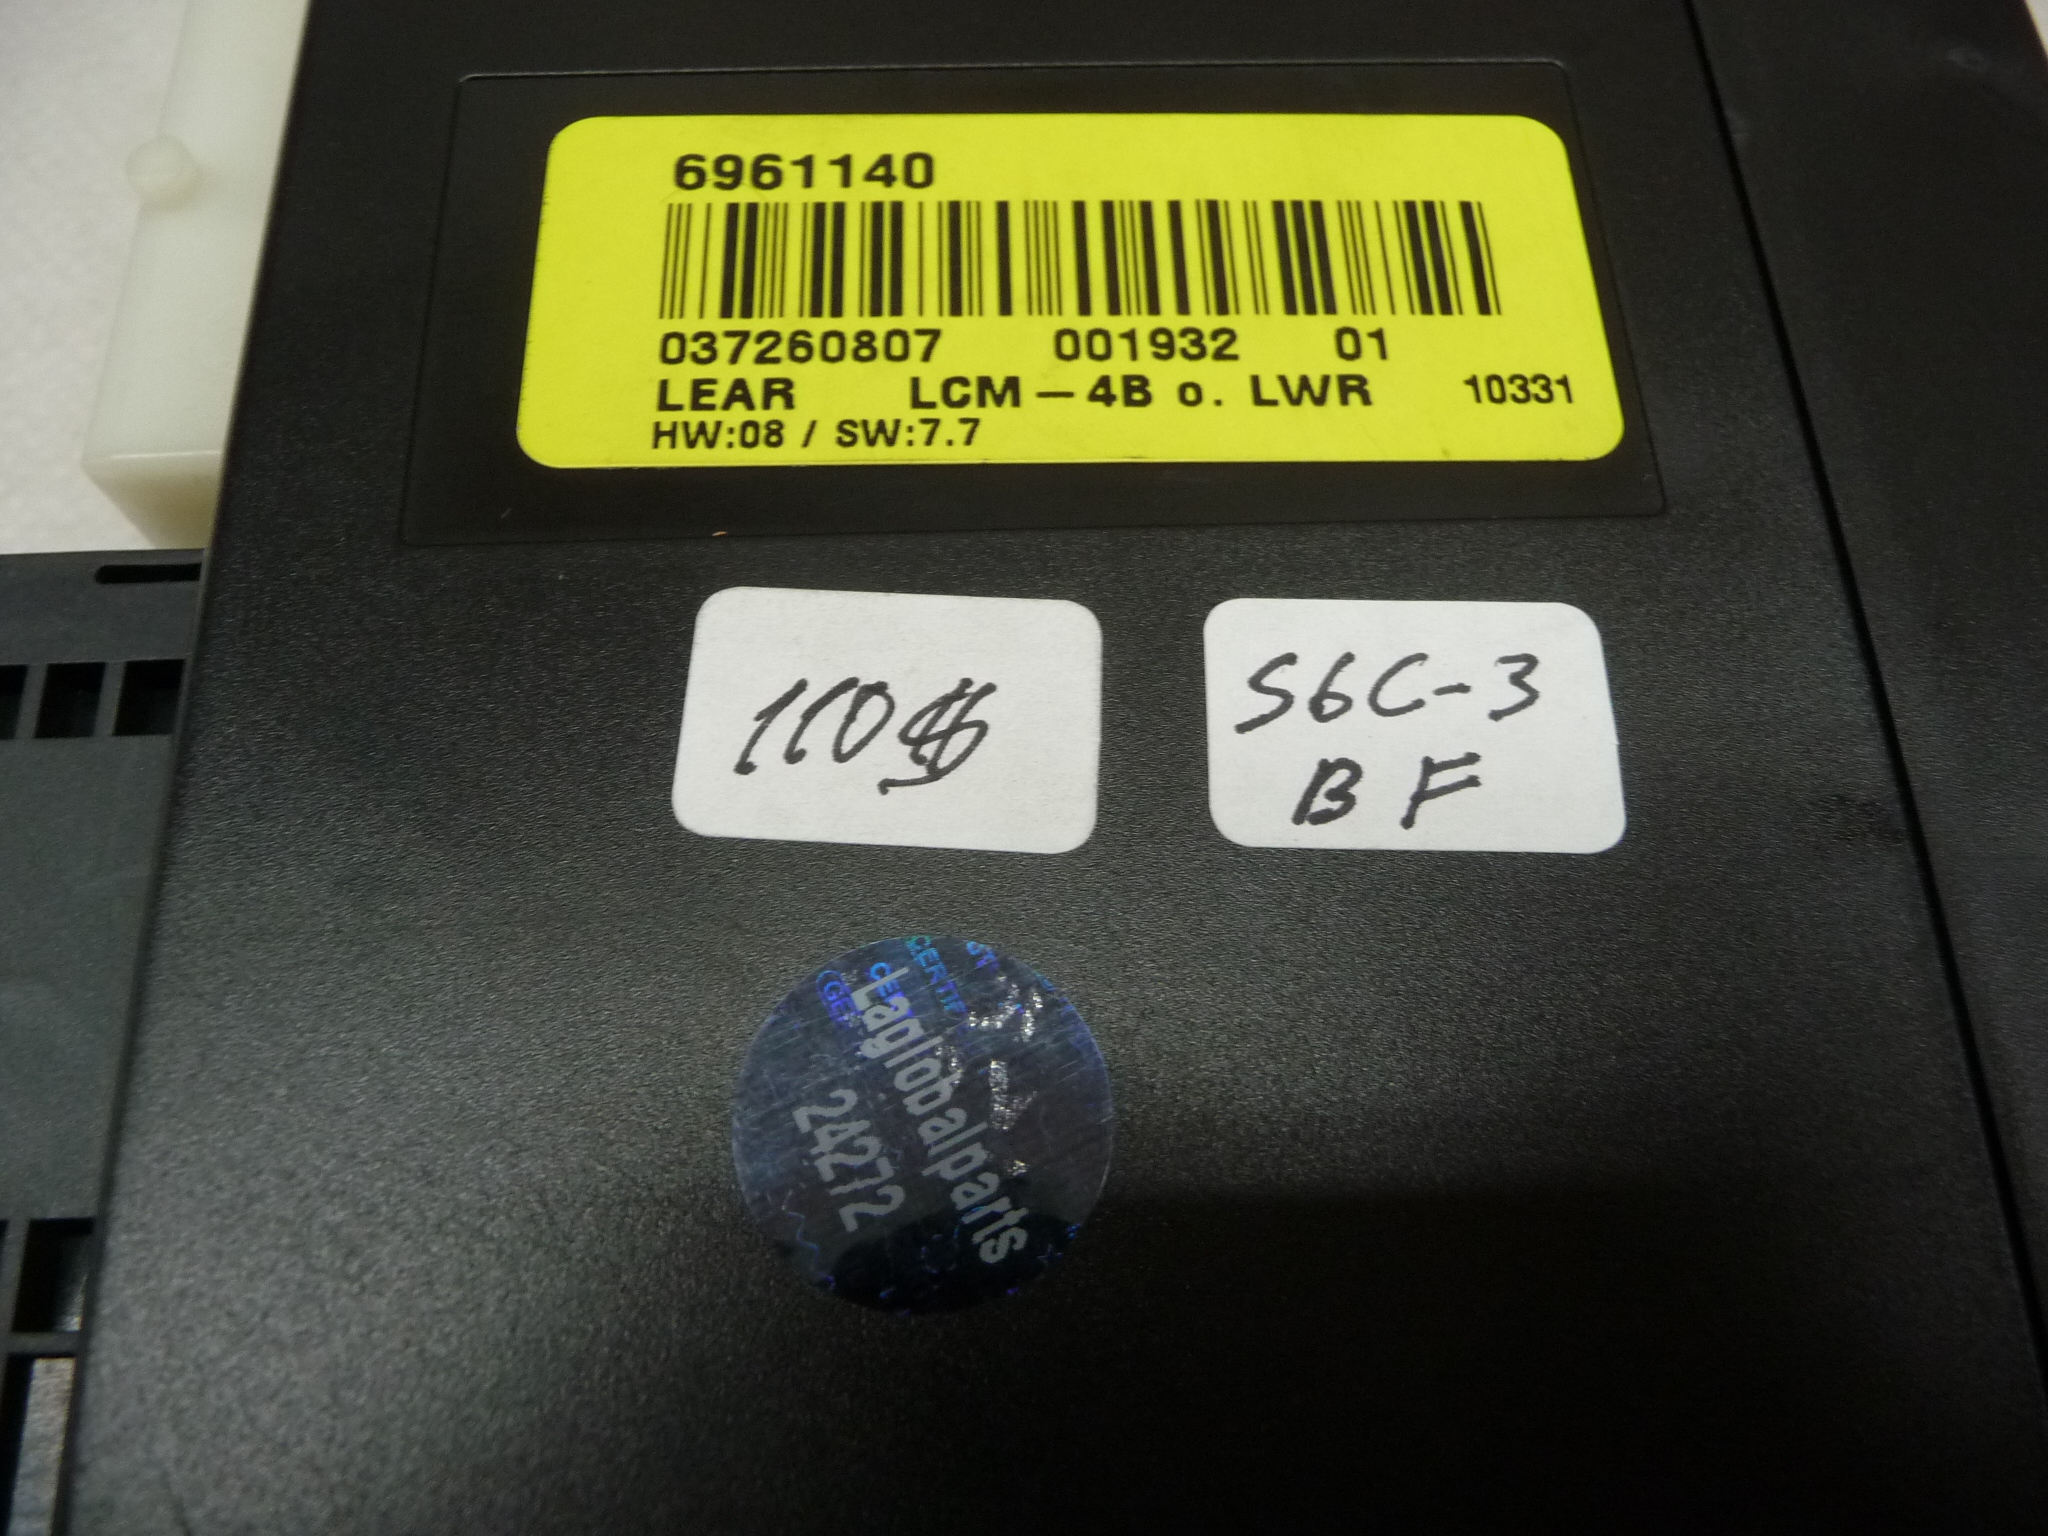 6961140
037260807 001932 01
LEAR LCM – 4B o. LWR 10331
HW:08 / SW:7.7
110$
S6C-3
BF
Laglobalparts
24272